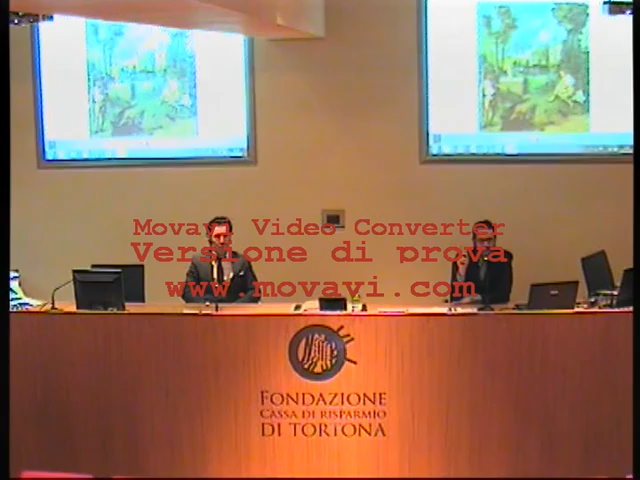 Movavi Video Converter
Versione di prova
www.movavi.com
FONDAZIONE
CASSA DI RISPARMIO
DI TORTONA